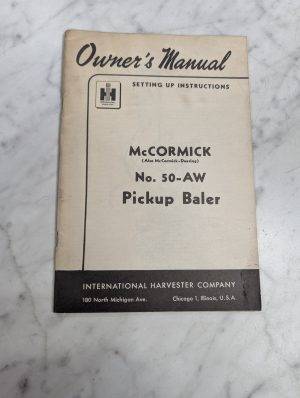 Owner's Manual
SETTING UP INSTRUCTIONS
McCORMICK
(Also McCormick-Deering)
No. 50-AW
Pickup Baler
INTERNATIONAL HARVESTER COMPANY
180 North Michigan Ave. Chicago 1, Illinois, U.S.A.